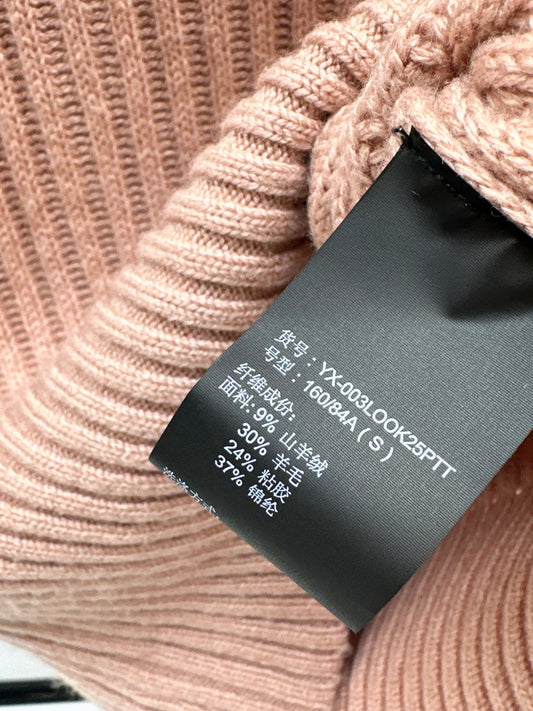 货号：YX-003LOOK25PTT
号型：160/84A ( S )
纤维成份:
面料: 9% 山羊绒
30% 羊毛
24% 粘胶
37% 锦纶